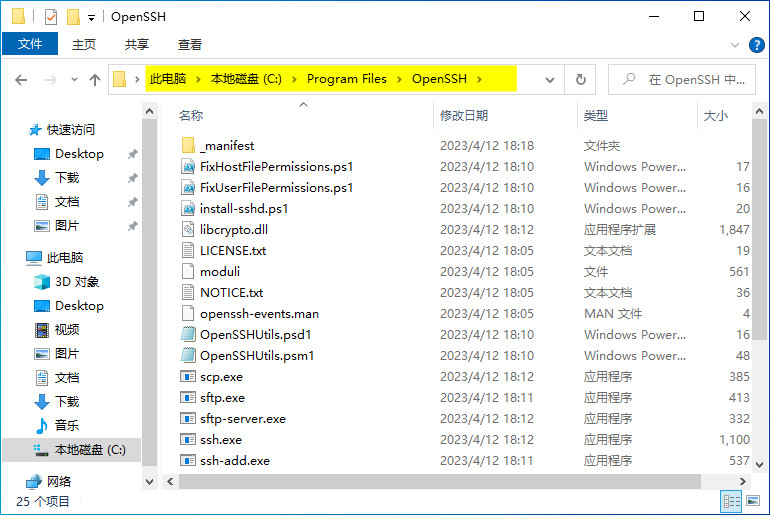 OpenSSH
文件 主页 共享 查看
此电脑 本地磁盘 (C:) Program Files OpenSSH 在 OpenSSH 中...
名称 修改日期 类型 大小
快速访问
Desktop
下载
文档
图片
此电脑
3D 对象
Desktop
视频
图片
文档
下载
音乐
本地磁盘 (C:)
网络
_manifest 2023/4/12 18:18 文件夹
FixHostFilePermissions.ps1 2023/4/12 18:10 Windows Power... 17
FixUserFilePermissions.ps1 2023/4/12 18:10 Windows Power... 16
install-sshd.ps1 2023/4/12 18:10 Windows Power... 20
libcrypto.dll 2023/4/12 18:12 应用程序扩展 1,847
LICENSE.txt 2023/4/12 18:05 文本文档 19
moduli 2023/4/12 18:05 文件 561
NOTICE.txt 2023/4/12 18:05 文本文档 36
openssh-events.man 2023/4/12 18:05 MAN 文件 4
OpenSSHUtils.psd1 2023/4/12 18:10 Windows Power... 16
OpenSSHUtils.psm1 2023/4/12 18:10 Windows Power... 48
scp.exe 2023/4/12 18:12 应用程序 385
sftp.exe 2023/4/12 18:11 应用程序 413
sftp-server.exe 2023/4/12 18:12 应用程序 332
ssh.exe 2023/4/12 18:12 应用程序 1,100
ssh-add.exe 2023/4/12 18:11 应用程序 537
25 个项目